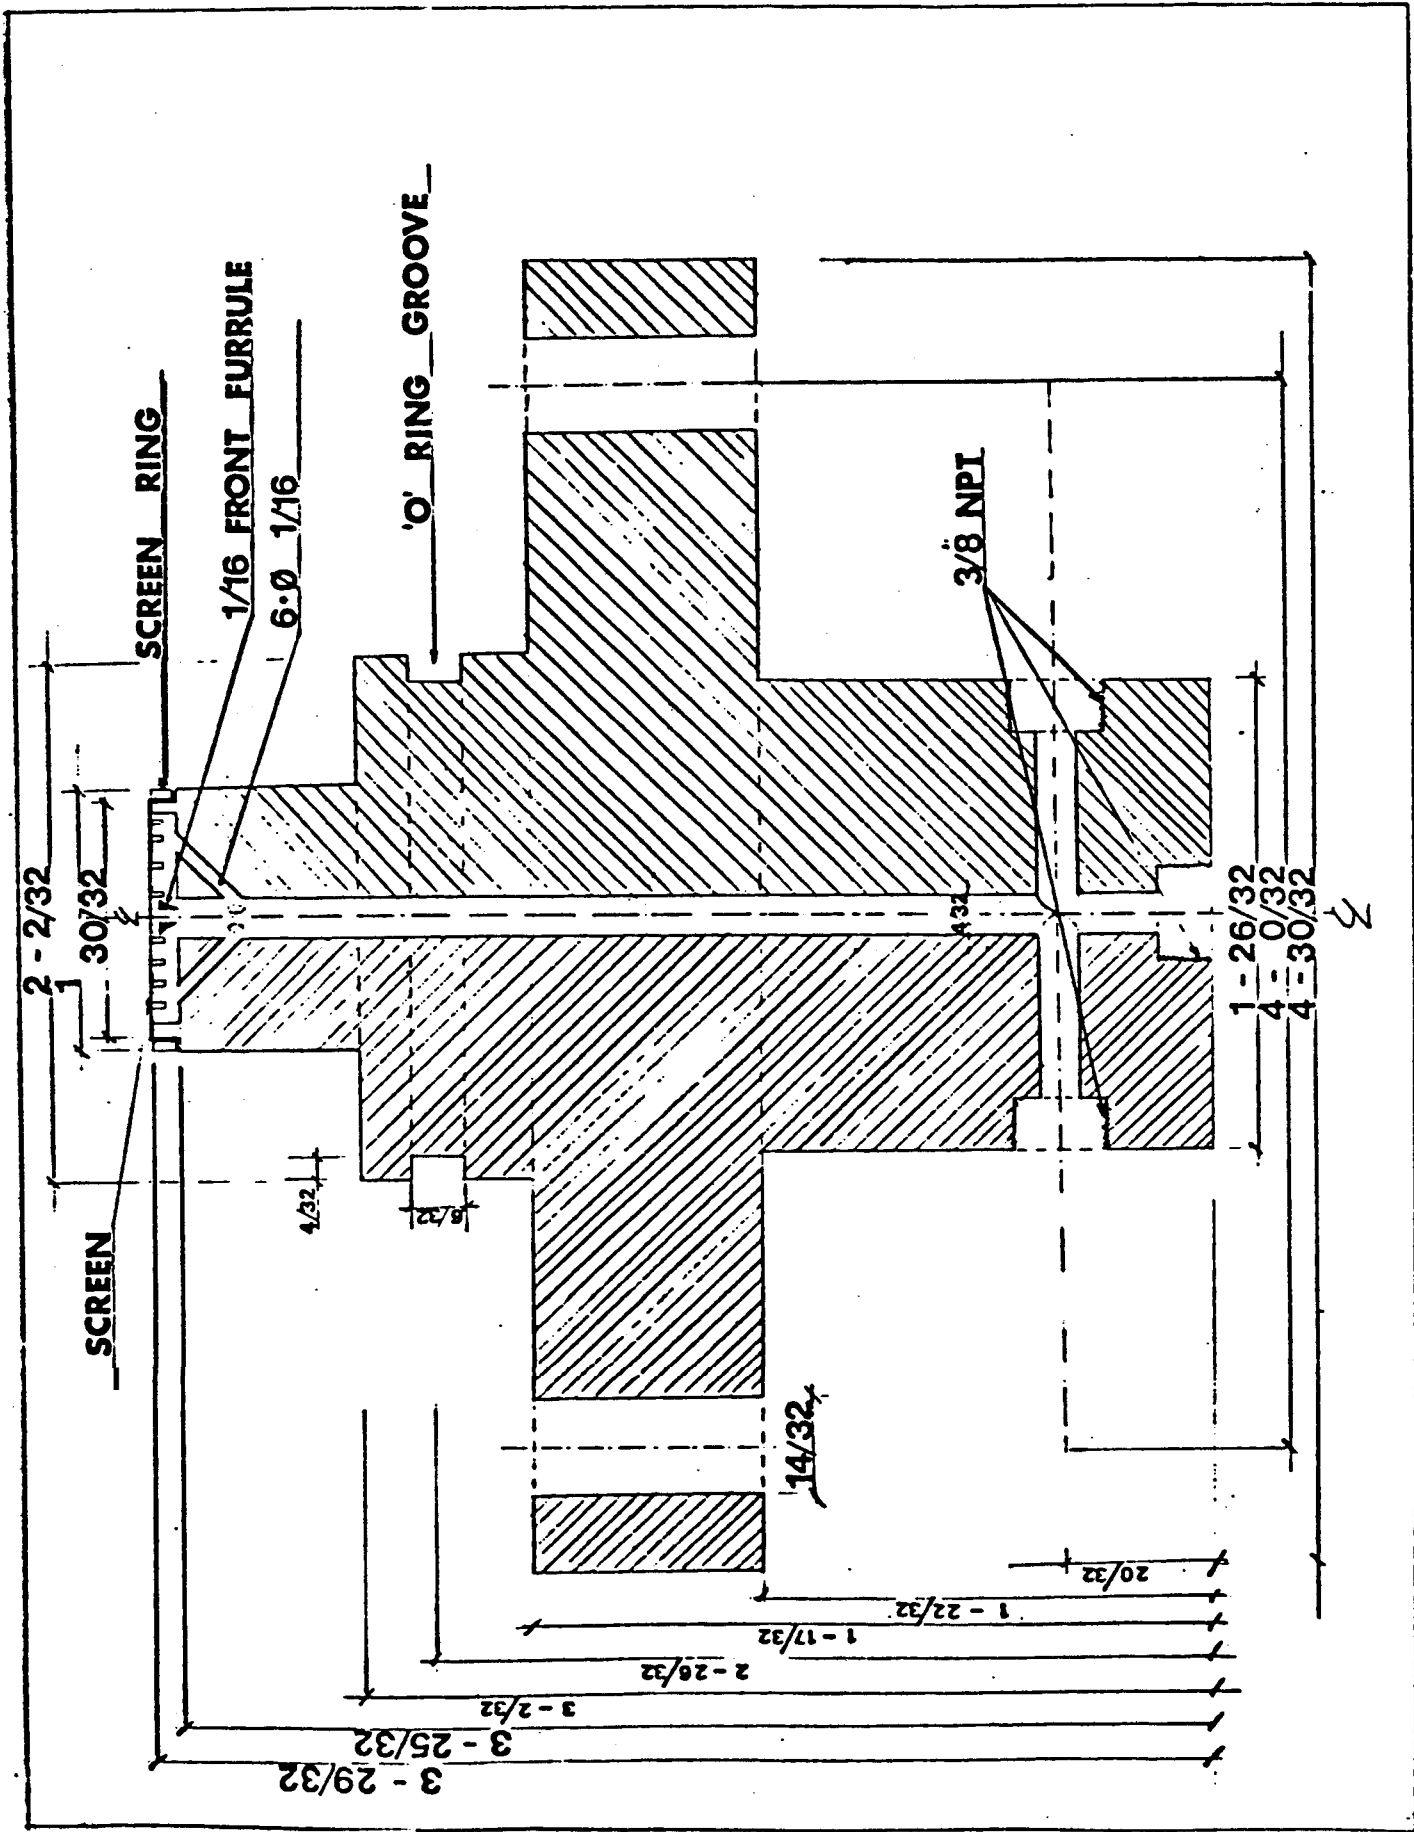 2 - 2/32
1
30/32
SCREEN
SCREEN RING
1/16 FRONT FURRULE
6·Ø 1/16
'O' RING GROOVE
4/32
8/32
3/8 NPT
4/32
14/32
1 - 26/32
4 - 0/32
4 - 30/32
20/32
1 - 22/32
1 - 17/32
2 - 26/32
3 - 2/32
3 - 25/32
3 - 29/32